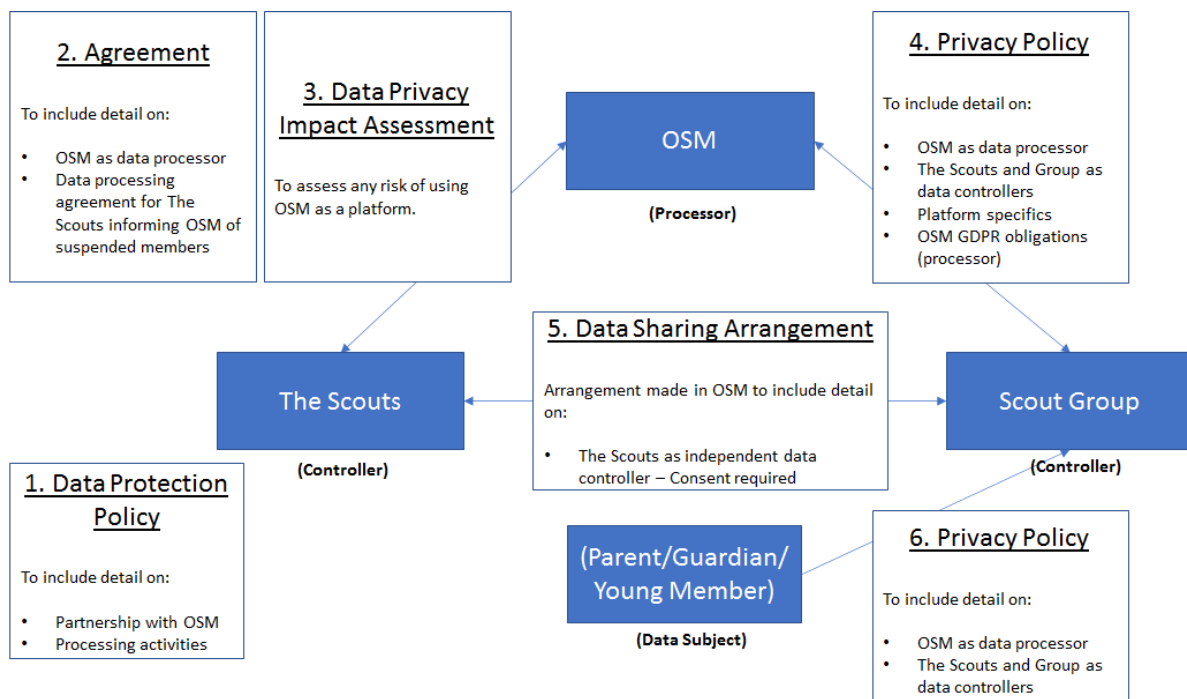 2. Agreement
To include detail on:
• OSM as data processor
• Data processing
agreement for The
Scouts informing OSM of
suspended members
3. Data Privacy
Impact Assessment
To assess any risk of using
OSM as a platform.
OSM
(Processor)
4. Privacy Policy
To include detail on:
• OSM as data processor
• The Scouts and Group as
data controllers
• Platform specifics
• OSM GDPR obligations
(processor)
The Scouts
(Controller)
5. Data Sharing Arrangement
Arrangement made in OSM to include detail
on:
• The Scouts as independent data
controller – Consent required
Scout Group
(Controller)
1. Data Protection
Policy
To include detail on:
• Partnership with OSM
• Processing activities
(Parent/Guardian/
Young Member)
(Data Subject)
6. Privacy Policy
To include detail on:
• OSM as data processor
• The Scouts and Group as
data controllers